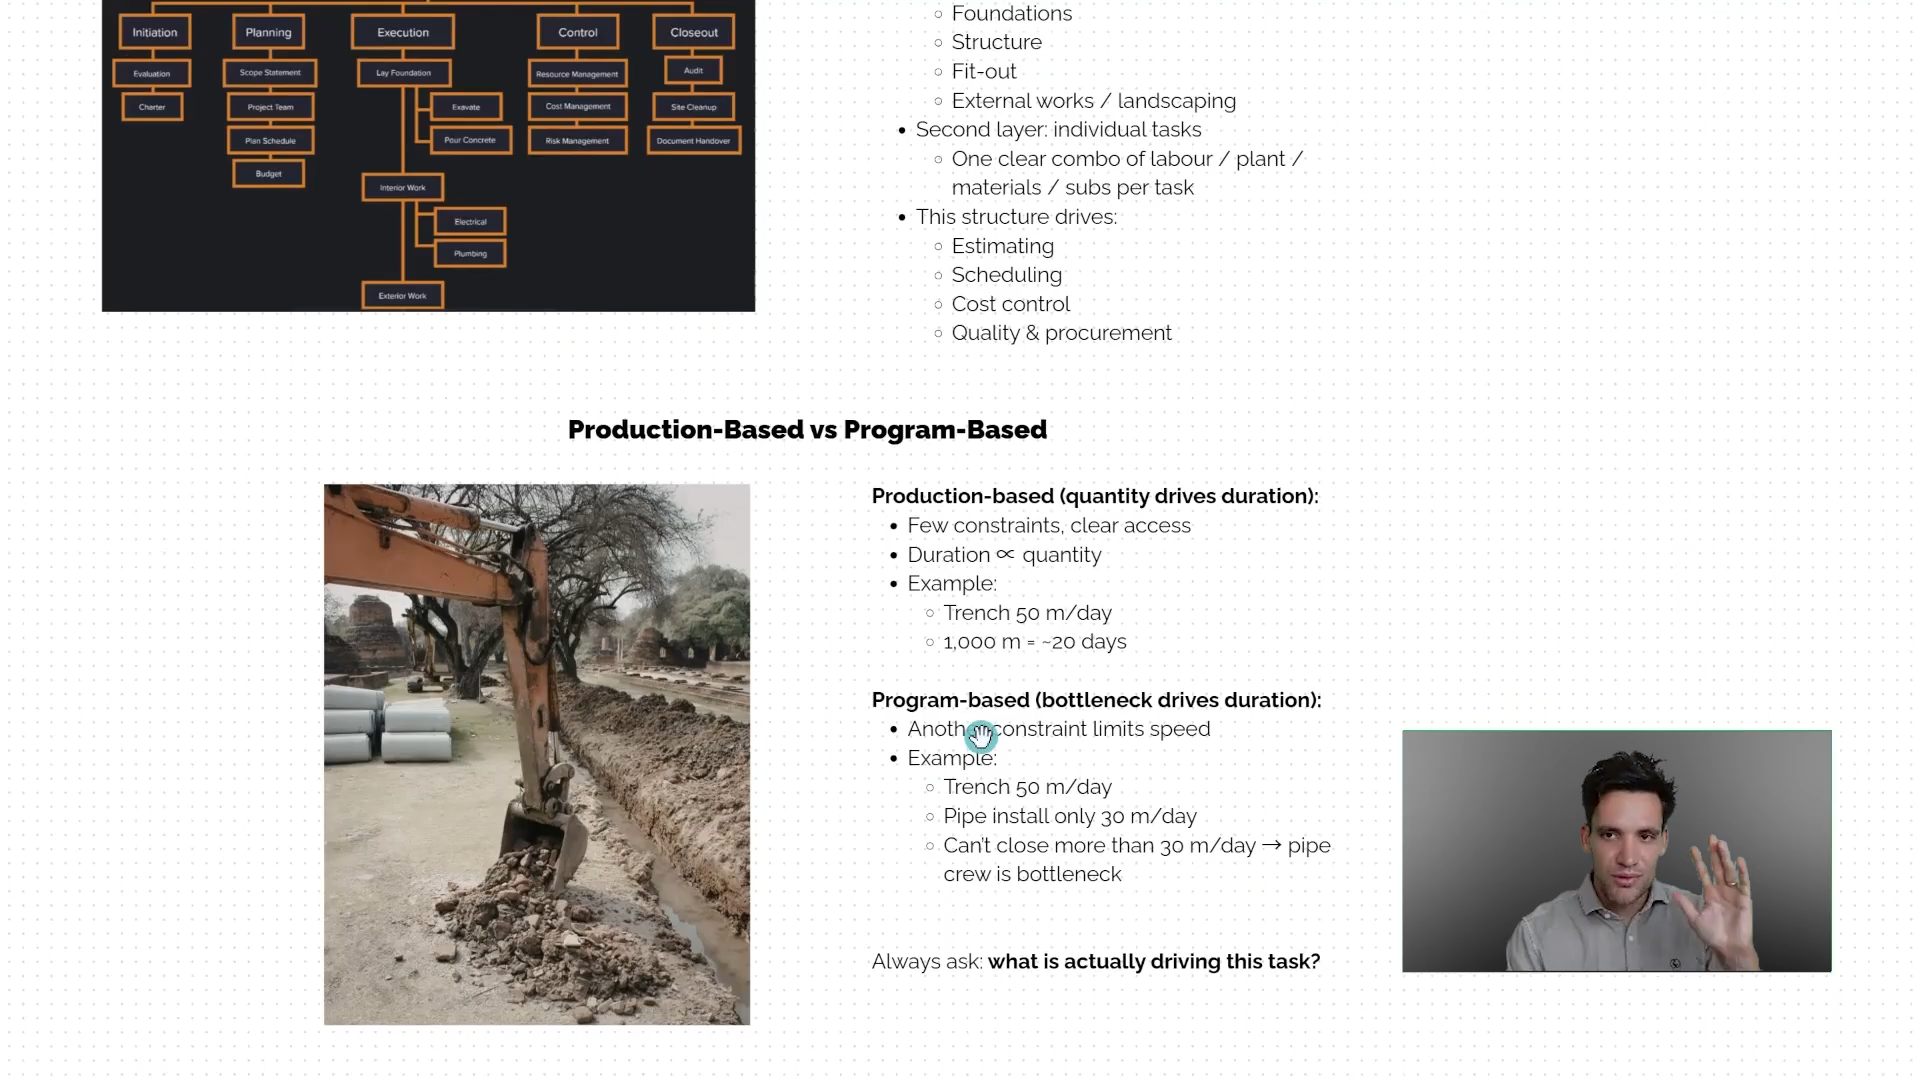 Initiation
Planning
Execution
Control
Closeout
Evaluation
Charter
Scope Statement
Project Team
Plan Schedule
Budget
Lay Foundation
Exavate
Pour Concrete
Interior Work
Electrical
Plumbing
Exterior Work
Resource Management
Cost Management
Risk Management
Audit
Site Cleanup
Document Handover
Foundations
Structure
Fit-out
External works / landscaping
Second layer: individual tasks
One clear combo of labour / plant /
materials / subs per task
This structure drives:
Estimating
Scheduling
Cost control
Quality & procurement
Production-Based vs Program-Based
Production-based (quantity drives duration):
Few constraints, clear access
Duration ∝ quantity
Example:
Trench 50 m/day
1,000 m = ~20 days
Program-based (bottleneck drives duration):
constraint limits speed
Example:
Trench 50 m/day
Pipe install only 30 m/day
Can't close more than 30 m/day → pipe
crew is bottleneck
Always ask: what is actually driving this task?